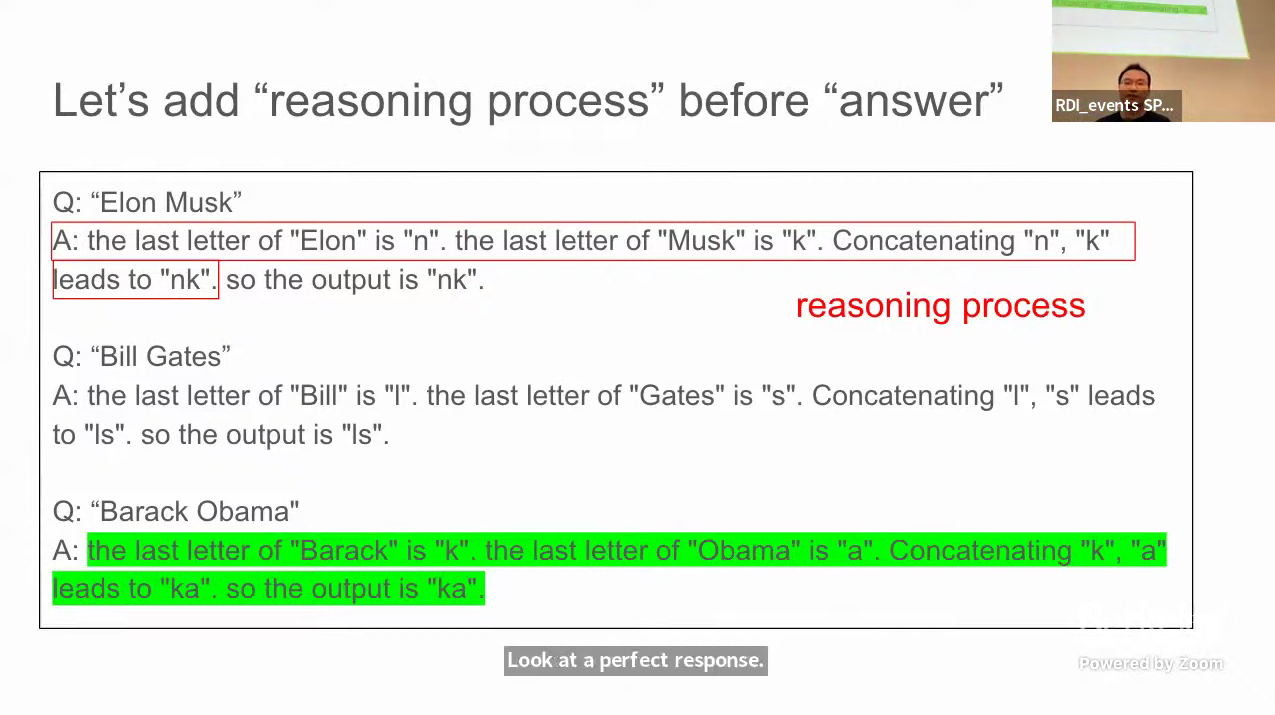 Let’s add “reasoning process” before “answer”
RDI_events SP...
Q: “Elon Musk”
A: the last letter of "Elon" is "n". the last letter of "Musk" is "k". Concatenating "n", "k"
leads to "nk". so the output is "nk".
reasoning process
Q: “Bill Gates”
A: the last letter of "Bill" is "l". the last letter of "Gates" is "s". Concatenating "l", "s" leads
to "ls". so the output is "ls".
Q: “Barack Obama"
A: the last letter of "Barack" is "k". the last letter of "Obama" is "a". Concatenating "k", "a"
leads to "ka". so the output is "ka".
Look at a perfect response.
Powered by Zoom